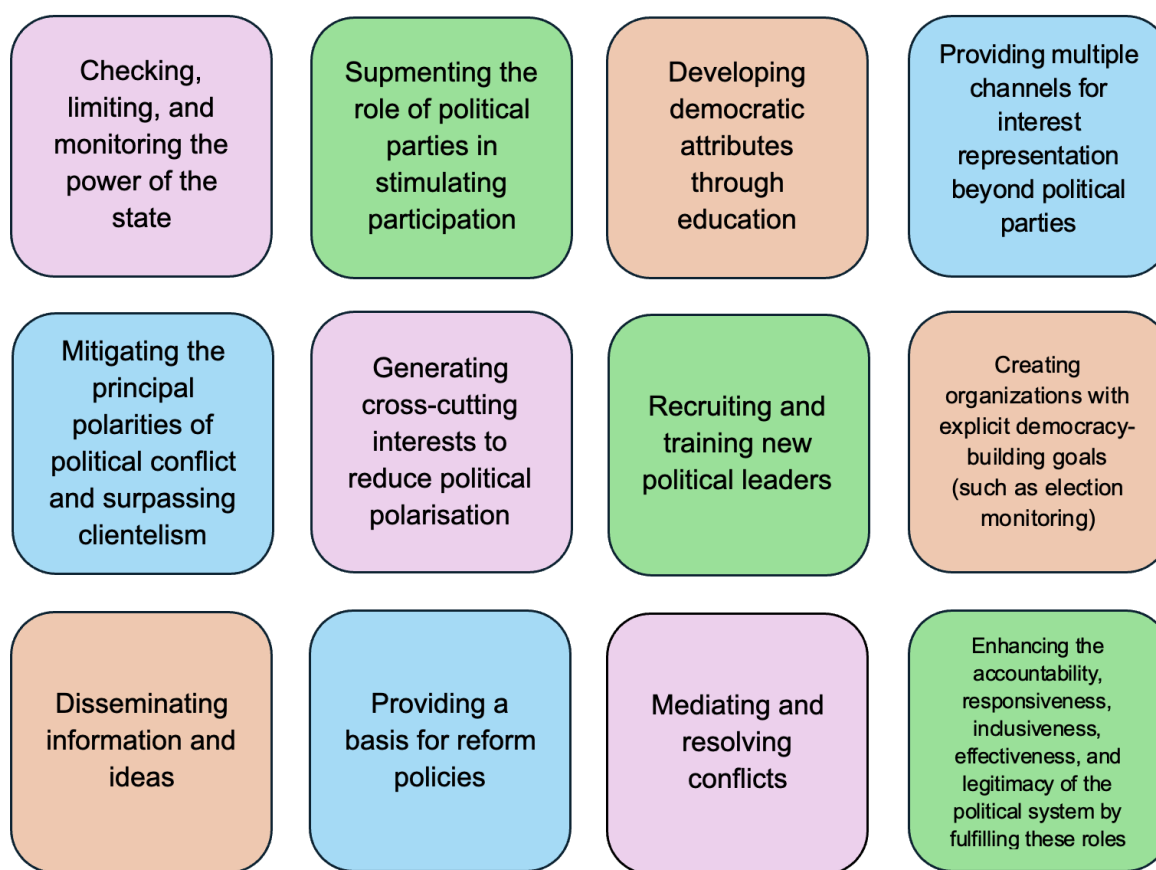 Checking,
limiting, and
monitoring the
power of the
state
Supmenting the
role of political
parties in
stimulating
participation
Developing
democratic
attributes
through
education
Providing multiple
channels for
interest
representation
beyond political
parties
Mitigating the
principal
polarities of
political conflict
and surpassing
clientelism
Generating
cross-cutting
interests to
reduce political
polarisation
Recruiting and
training new
political leaders
Creating
organizations with
explicit democracy-
building goals
(such as election
monitoring)
Disseminating
information and
ideas
Providing a
basis for reform
policies
Mediating and
resolving
conflicts
Enhancing the
accountability,
responsiveness,
inclusiveness,
effectiveness, and
legitimacy of the
political system by
fulfilling these roles